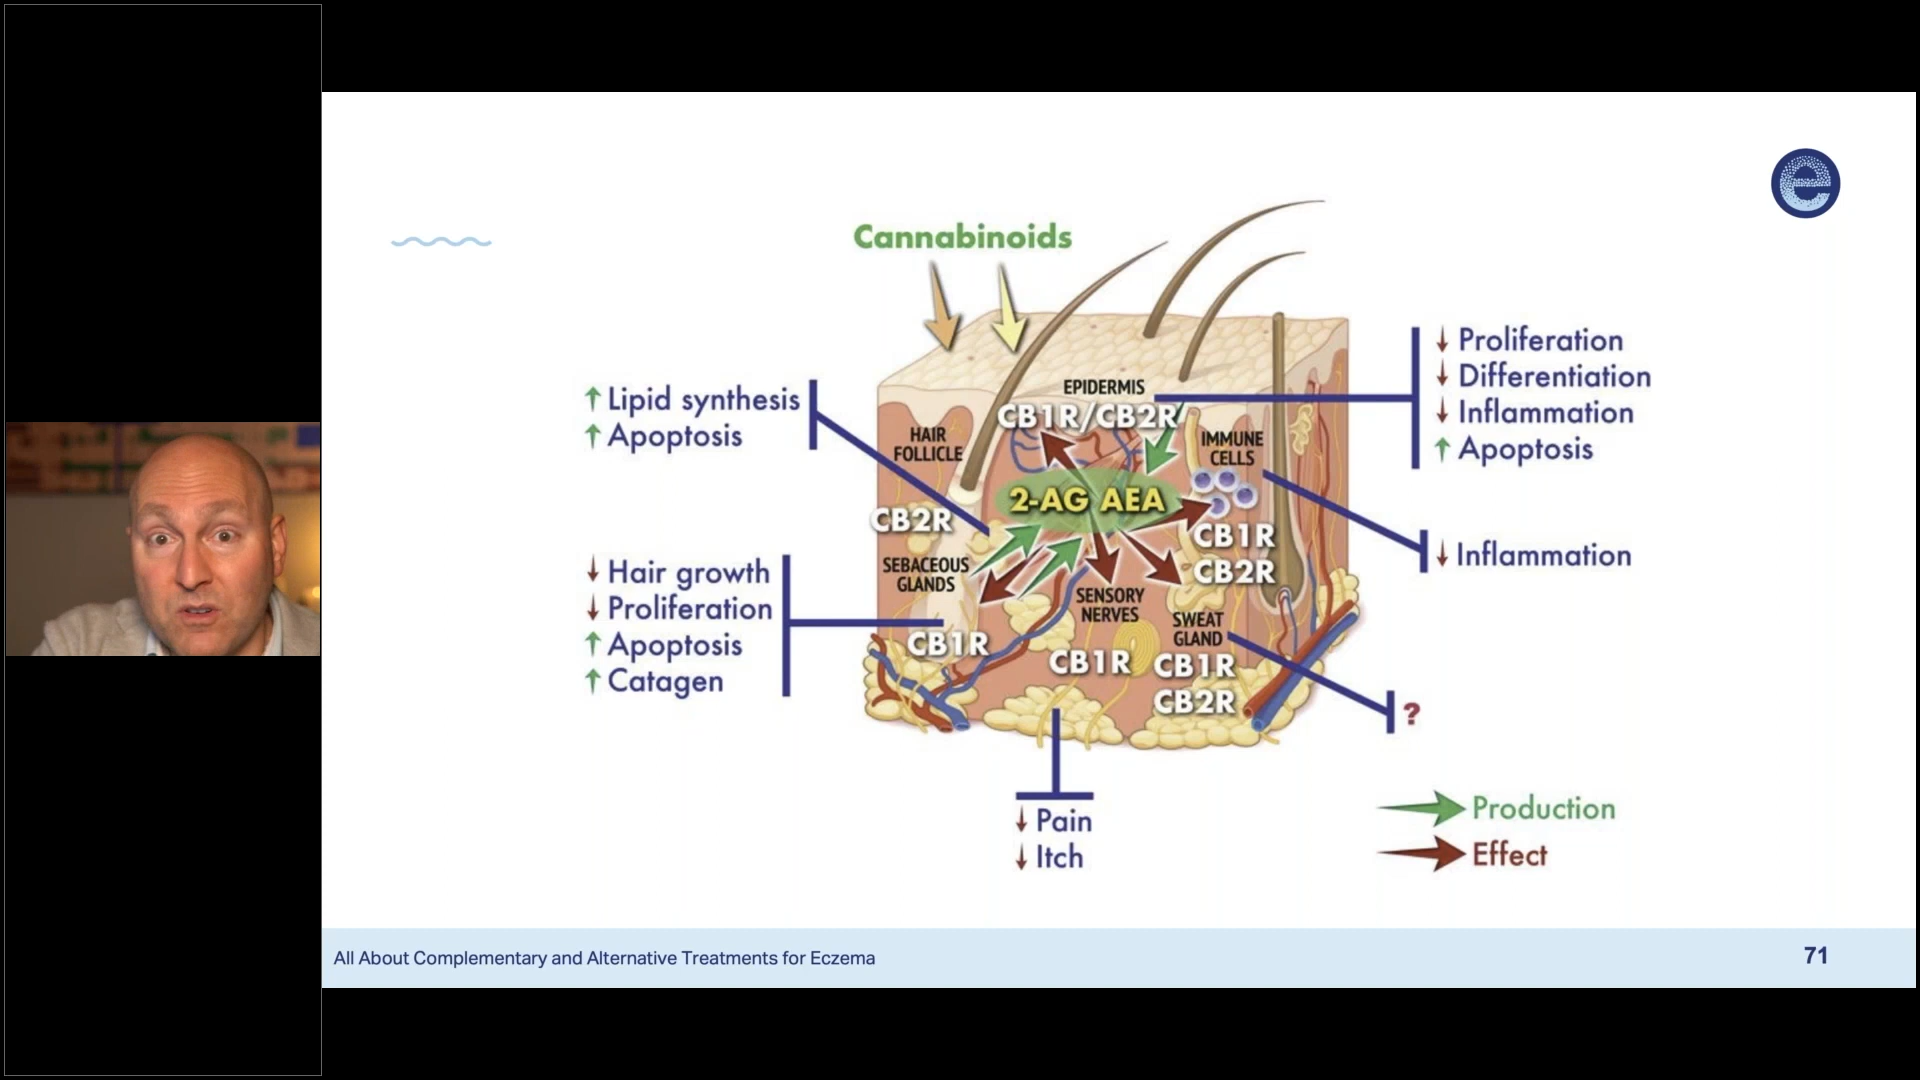 Cannabinoids
↑ Lipid synthesis
↑ Apoptosis
↓ Hair growth
↓ Proliferation
↑ Apoptosis
↑ Catagen
EPIDERMIS
CB1R/CB2R
HAIR
FOLLICLE
IMMUNE
CELLS
2-AG AEA
CB2R
CB1R
CB2R
SEBACEOUS
GLANDS
CB1R
SENSORY
NERVES
CB1R
SWEAT
GLAND
CB1R
CB2R
↓ Proliferation
↓ Differentiation
↓ Inflammation
↑ Apoptosis
↓ Inflammation
?
↓ Pain
↓ Itch
Production
Effect
All About Complementary and Alternative Treatments for Eczema
71
e